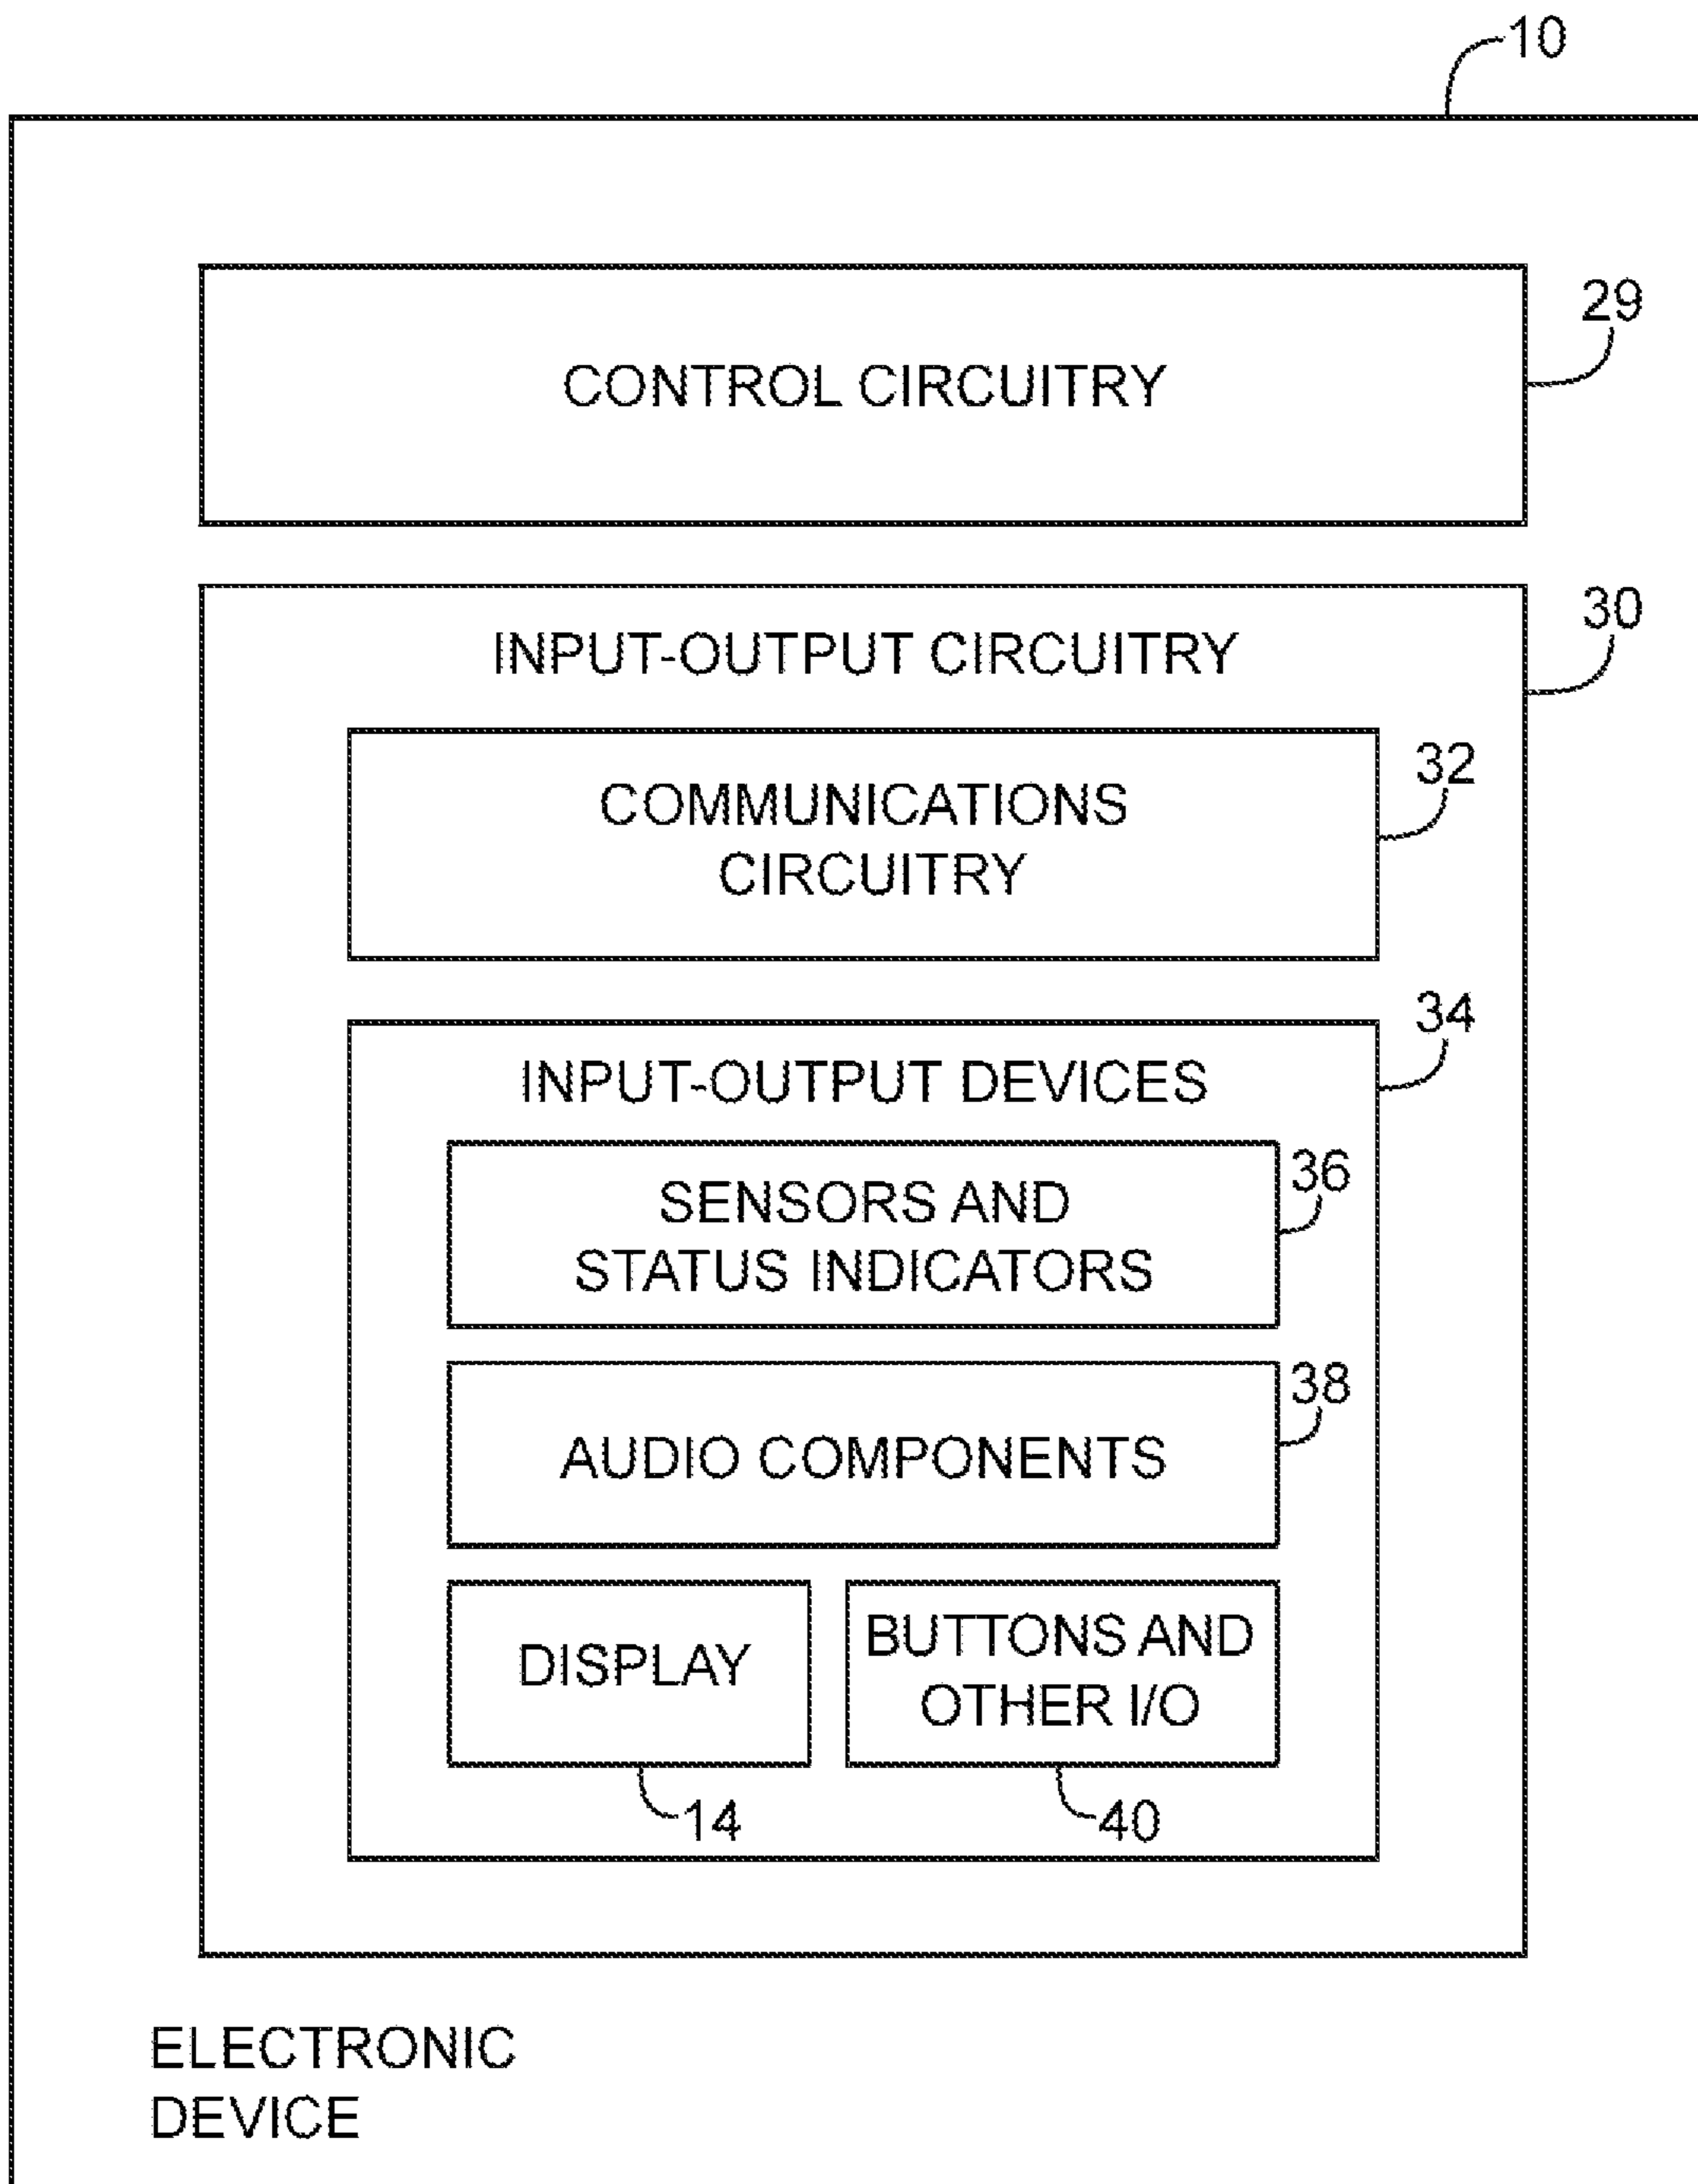 10
CONTROL CIRCUITRY
29
INPUT-OUTPUT CIRCUITRY
30
COMMUNICATIONS
CIRCUITRY
32
INPUT-OUTPUT DEVICES
34
SENSORS AND
STATUS INDICATORS
36
AUDIO COMPONENTS
38
DISPLAY
14
BUTTONS AND
OTHER I/O
40
ELECTRONIC
DEVICE